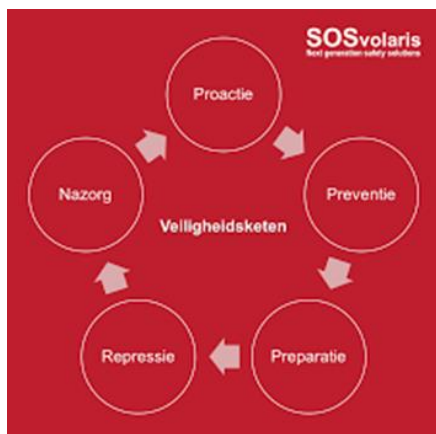 SOSvolaris
Next generation safety solutions
Proactie
Nazorg
Preventie
Veiligheidsketen
Repressie
Preparatie